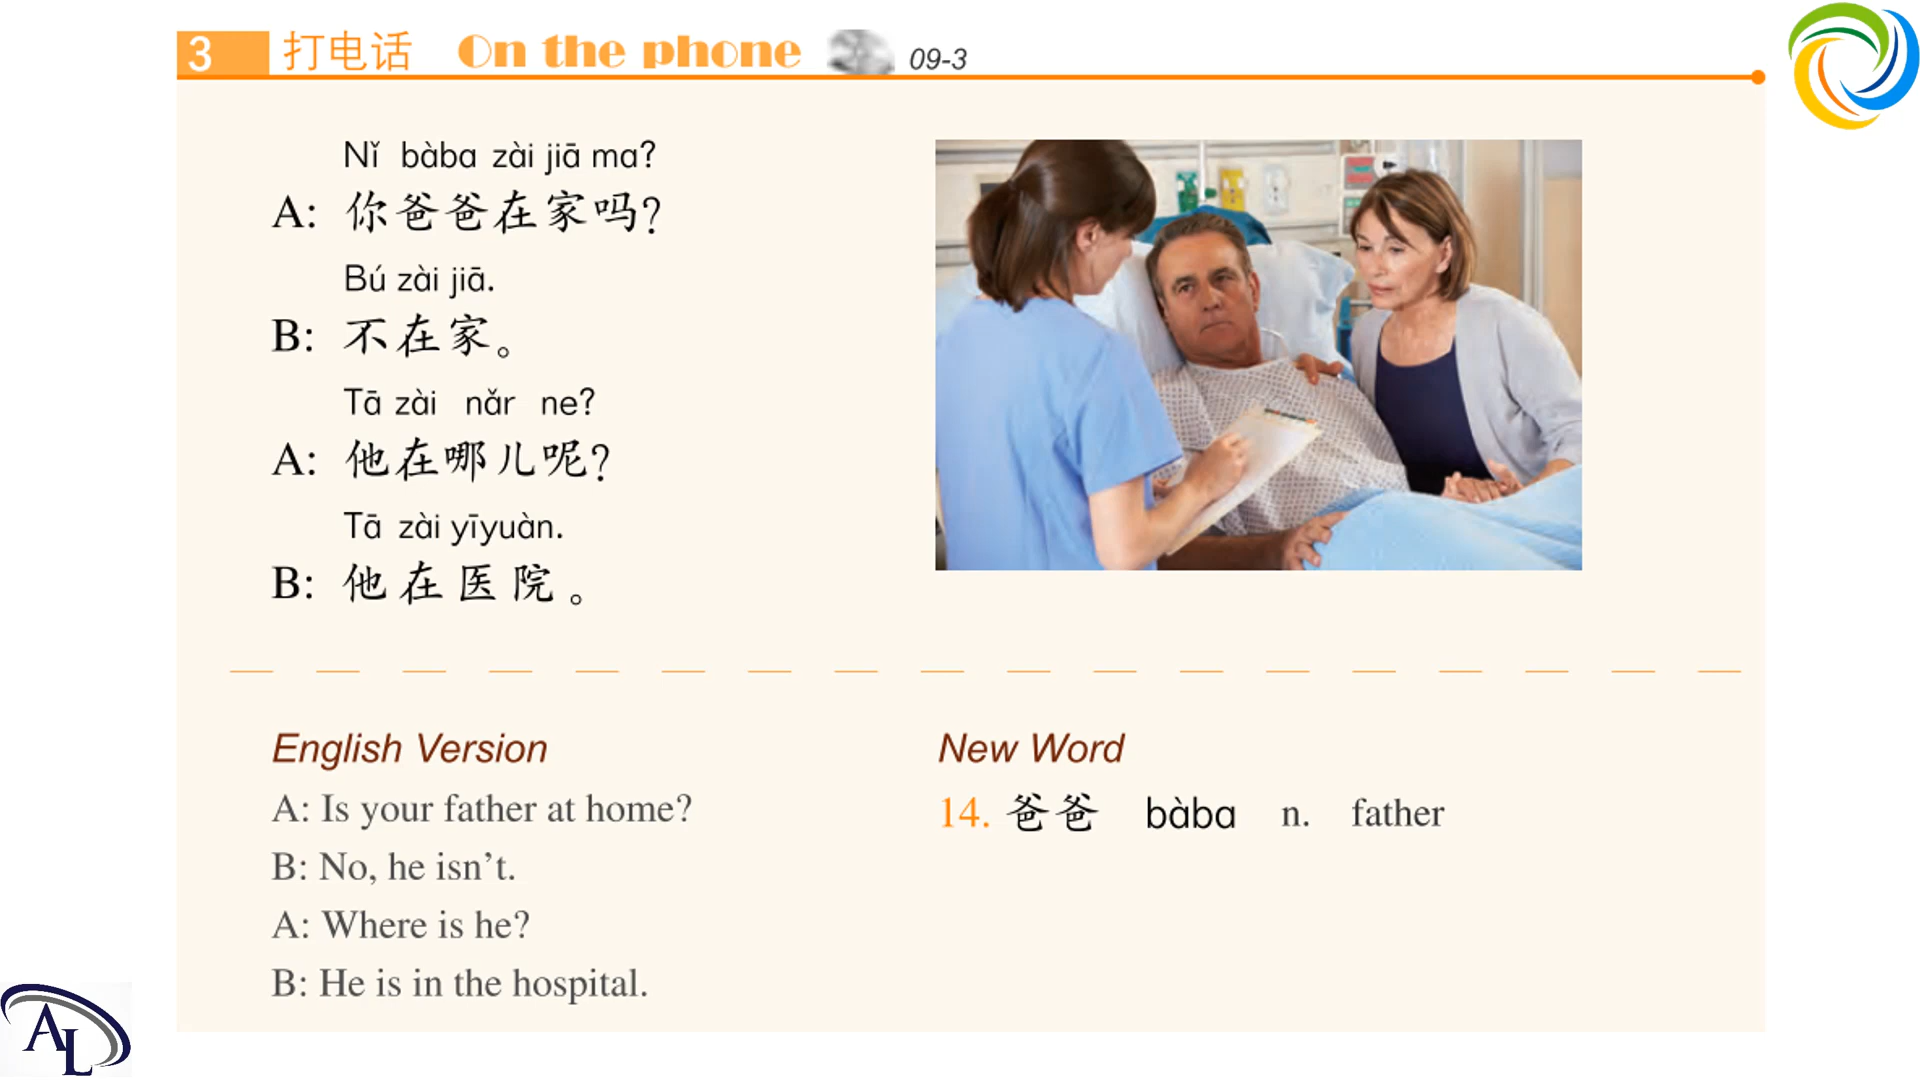 3 打电话 On the phone 09-3
Nǐ bàba zài jiā ma?
A: 你爸爸在家吗?
Bú zài jiā.
B: 不在家。
Tā zài nǎr ne?
A: 他在哪儿呢?
Tā zài yīyuàn.
B: 他在医院。
English Version
A: Is your father at home?
B: No, he isn't.
A: Where is he?
B: He is in the hospital.
New Word
14. 爸爸 bàba n. father
AL